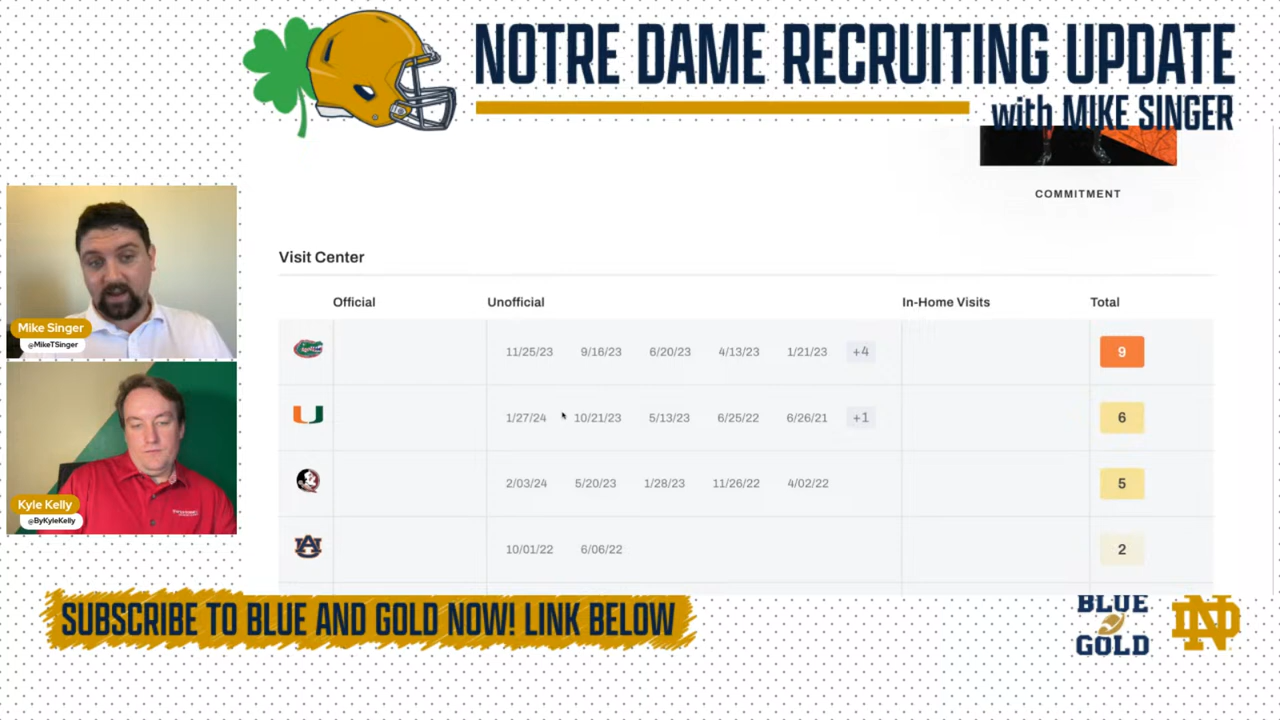 NOTRE DAME RECRUITING UPDATE
with MIKE SINGER
COMMITMENT
Visit Center
Official Unofficial In-Home Visits Total
Gators 11/25/23 9/16/23 6/20/23 4/13/23 1/21/23 +4 9
U 1/27/24 10/21/23 5/13/23 6/25/22 6/26/21 +1 6
2/03/24 5/20/23 1/28/23 11/26/22 4/02/22 5
AU 10/01/22 6/06/22 2
Mike Singer
@MikeTSinger
Kyle Kelly
@ByKyleKelly
SUBSCRIBE TO BLUE AND GOLD NOW! LINK BELOW
BLUE
GOLD
ND